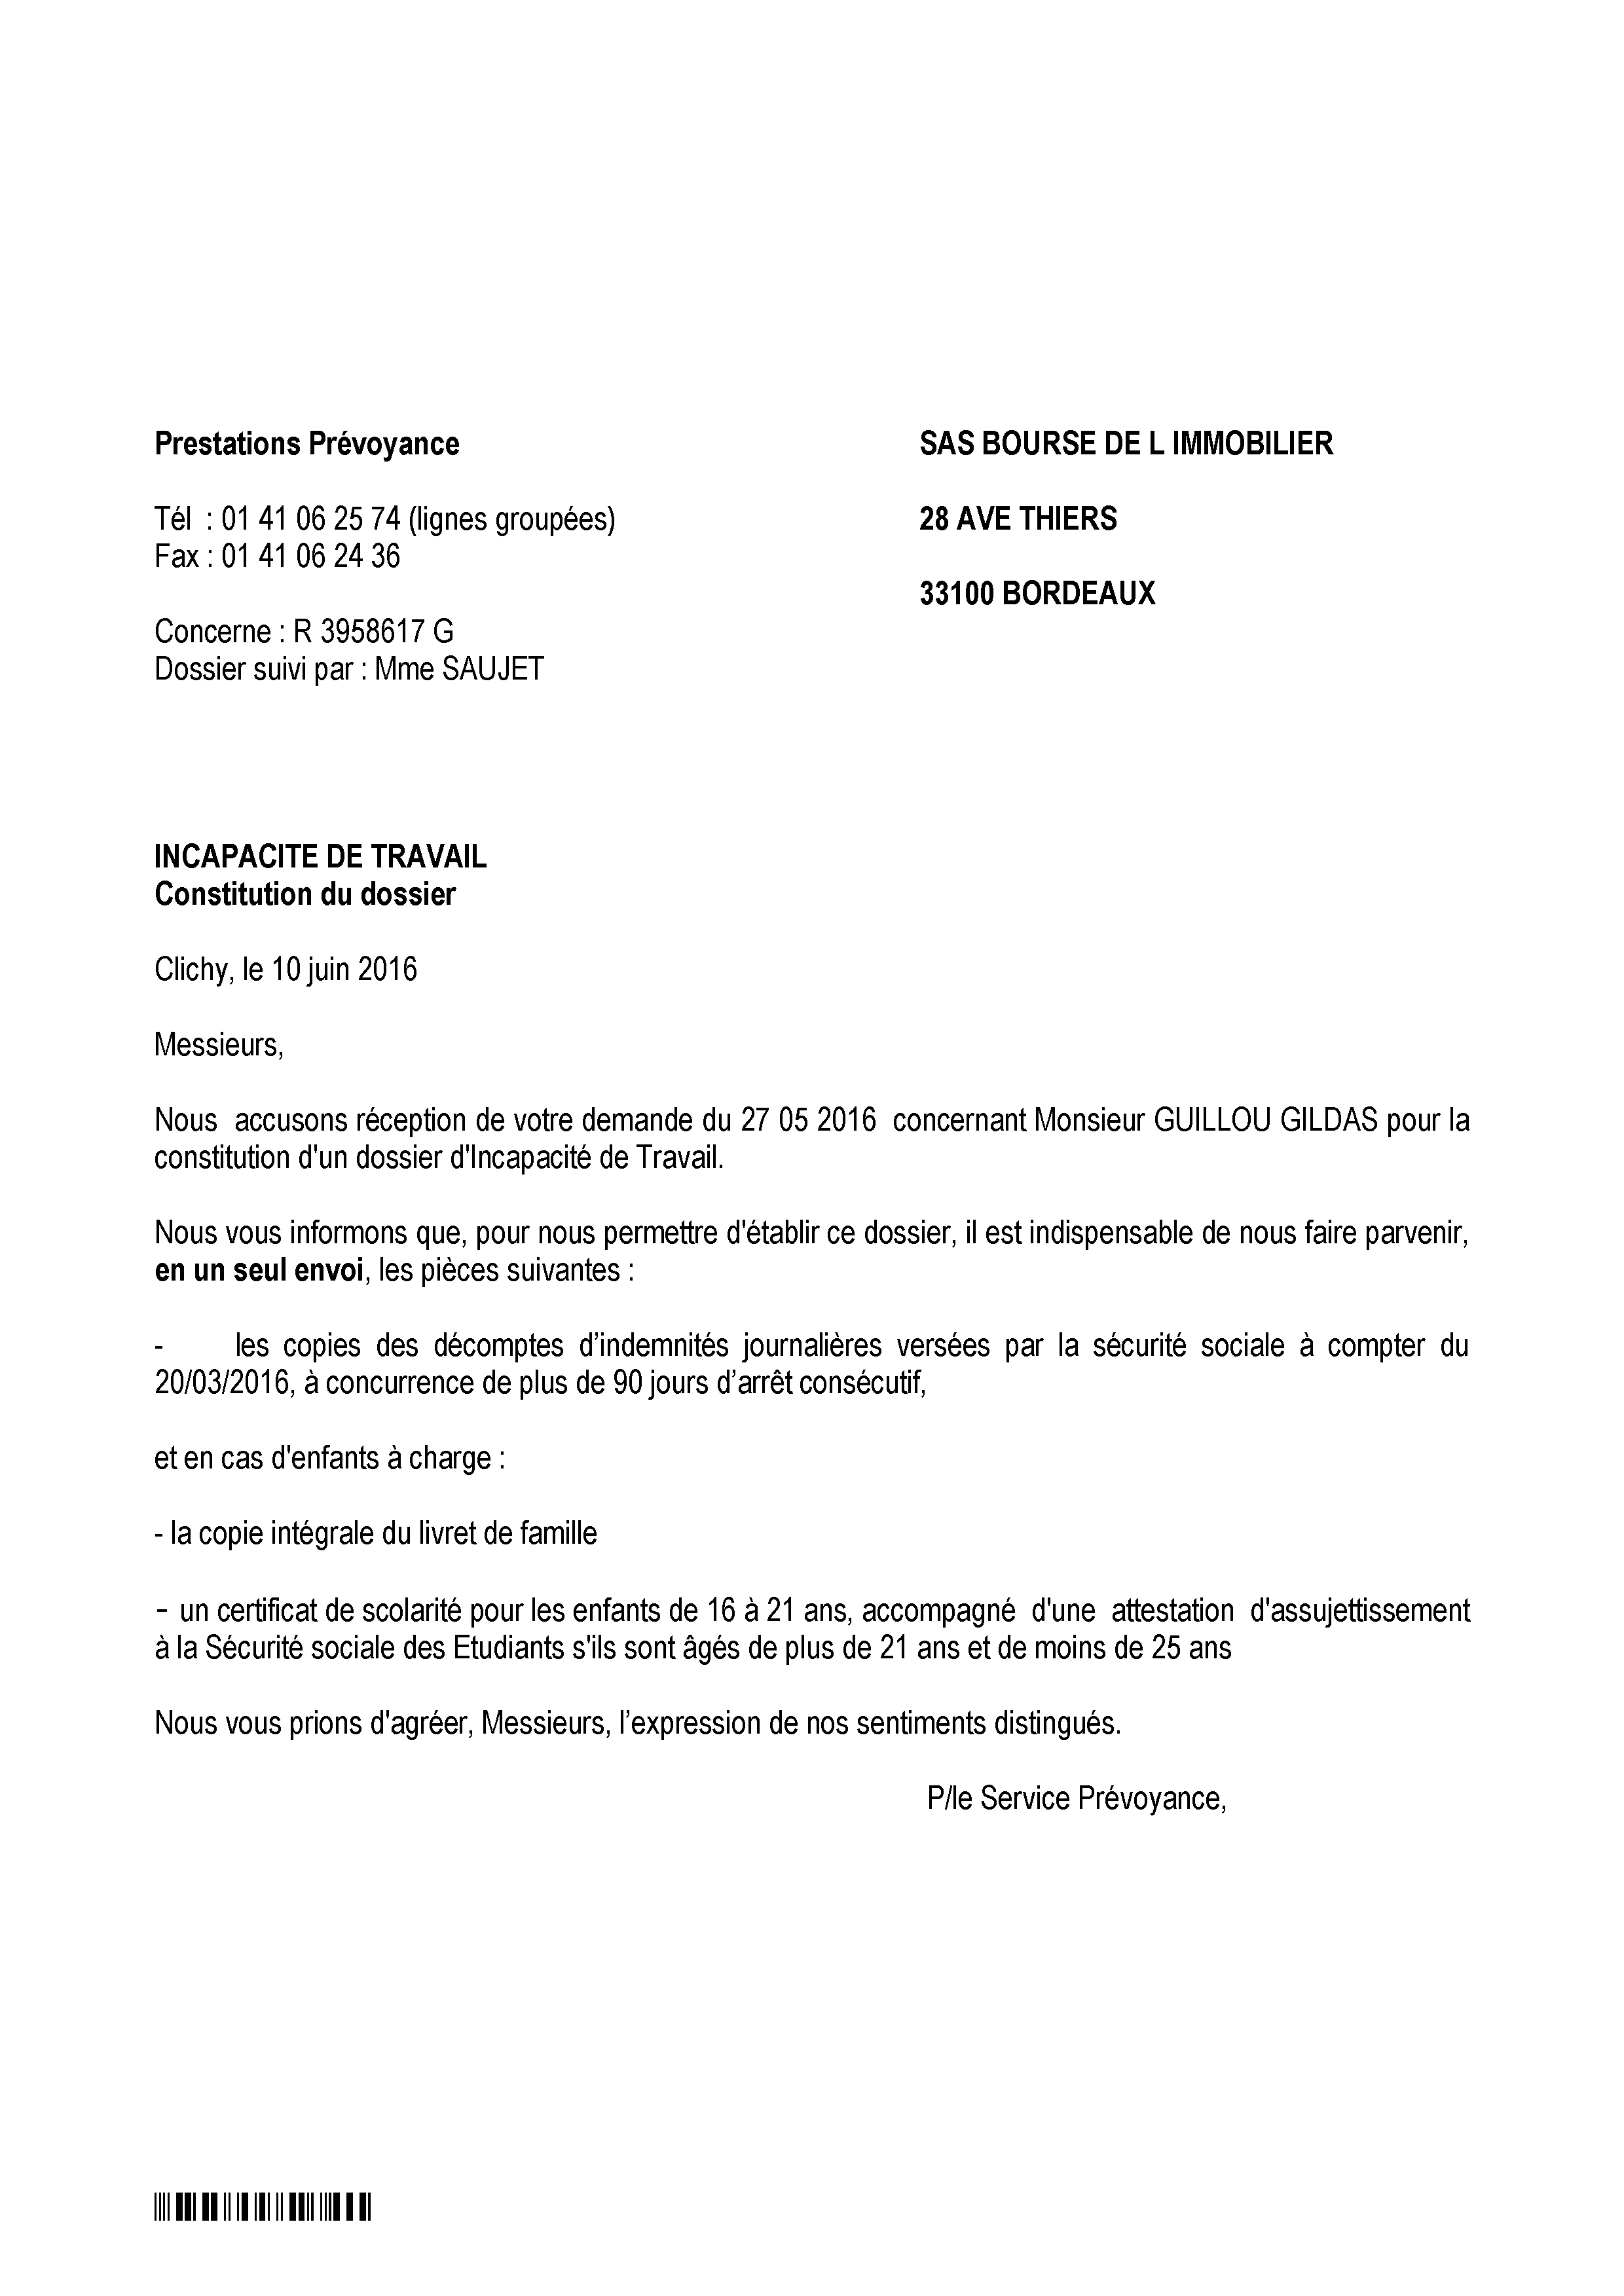 Prestations Prévoyance
SAS BOURSE DE L IMMOBILIER
Tél  : 01 41 06 25 74 (lignes groupées)
28 AVE THIERS
Fax : 01 41 06 24 36
33100 BORDEAUX
Concerne : R 3958617 G
Dossier suivi par : Mme SAUJET
INCAPACITE DE TRAVAIL
Constitution du dossier
Clichy, le 10 juin 2016
Messieurs,
Nous  accusons réception de votre demande du 27 05 2016  concernant Monsieur GUILLOU GILDAS pour la
constitution d'un dossier d'Incapacité de Travail.
Nous vous informons que, pour nous permettre d'établir ce dossier, il est indispensable de nous faire parvenir,
en un seul envoi, les pièces suivantes :
- les copies des décomptes d’indemnités journalières versées par la sécurité sociale à compter du
20/03/2016, à concurrence de plus de 90 jours d’arrêt consécutif,
et en cas d'enfants à charge :
- la copie intégrale du livret de famille
- un certificat de scolarité pour les enfants de 16 à 21 ans, accompagné  d'une  attestation  d'assujettissement
à la Sécurité sociale des Etudiants s'ils sont âgés de plus de 21 ans et de moins de 25 ans
Nous vous prions d'agréer, Messieurs, l’expression de nos sentiments distingués.
P/le Service Prévoyance,